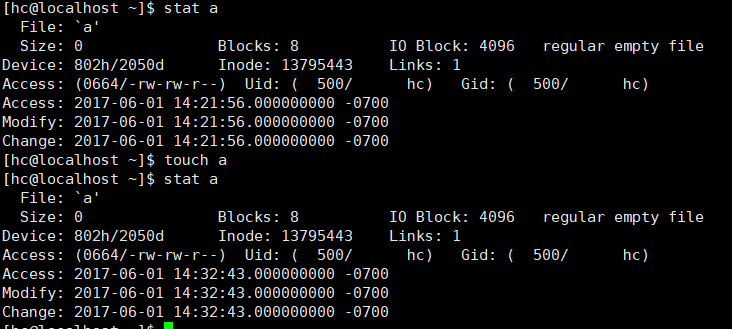 [hc@localhost ~]$ stat a
  File: `a'
  Size: 0               Blocks: 8          IO Block: 4096   regular empty file
Device: 802h/2050d      Inode: 13795443    Links: 1
Access: (0664/-rw-rw-r--)  Uid: (  500/      hc)   Gid: (  500/      hc)
Access: 2017-06-01 14:21:56.000000000 -0700
Modify: 2017-06-01 14:21:56.000000000 -0700
Change: 2017-06-01 14:21:56.000000000 -0700
[hc@localhost ~]$ touch a
[hc@localhost ~]$ stat a
  File: `a'
  Size: 0               Blocks: 8          IO Block: 4096   regular empty file
Device: 802h/2050d      Inode: 13795443    Links: 1
Access: (0664/-rw-rw-r--)  Uid: (  500/      hc)   Gid: (  500/      hc)
Access: 2017-06-01 14:32:43.000000000 -0700
Modify: 2017-06-01 14:32:43.000000000 -0700
Change: 2017-06-01 14:32:43.000000000 -0700
[hc@localhost ~]$